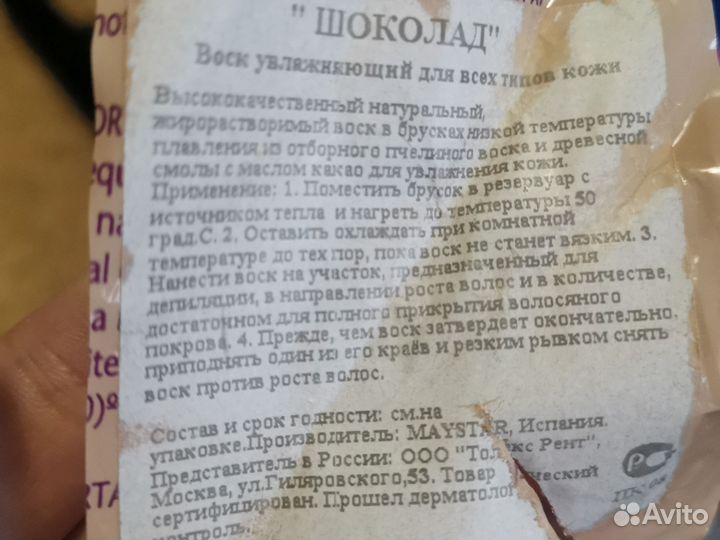 " ШОКОЛАД"
Воск увлажняющий для всех типов кожи
Высококачественный натуральный,
жирорастворимый воск в брусках низкой температуры
плавления из отборного пчелиного воска и древесной
смолы с маслом какао для увлажнения кожи.
Применение: 1. Поместить брусок в резервуар с
источником тепла и нагреть до температуры 50
град.С. 2. Оставить охлаждать при комнатной
температуре до тех пор, пока воск не станет вязким. 3.
Нанести воск на участок, предназначенный для
депиляции, в направлении роста волос и в количестве,
достаточном для полного прикрытия волосяного
покрова. 4. Прежде, чем воск затвердеет окончательно,
приподнять один из его краёв и резким рывком снять
воск против роста волос.
Состав и срок годности: см.на
упаковке.Производитель: MAYSTER, Испания.
Представитель в России: ООО "Тол кс Рент",
Москва, ул.Гиляровского,53. Товар
сертифицирован. Прошел дерматолог ческий
контроль.
РСТ
Avito